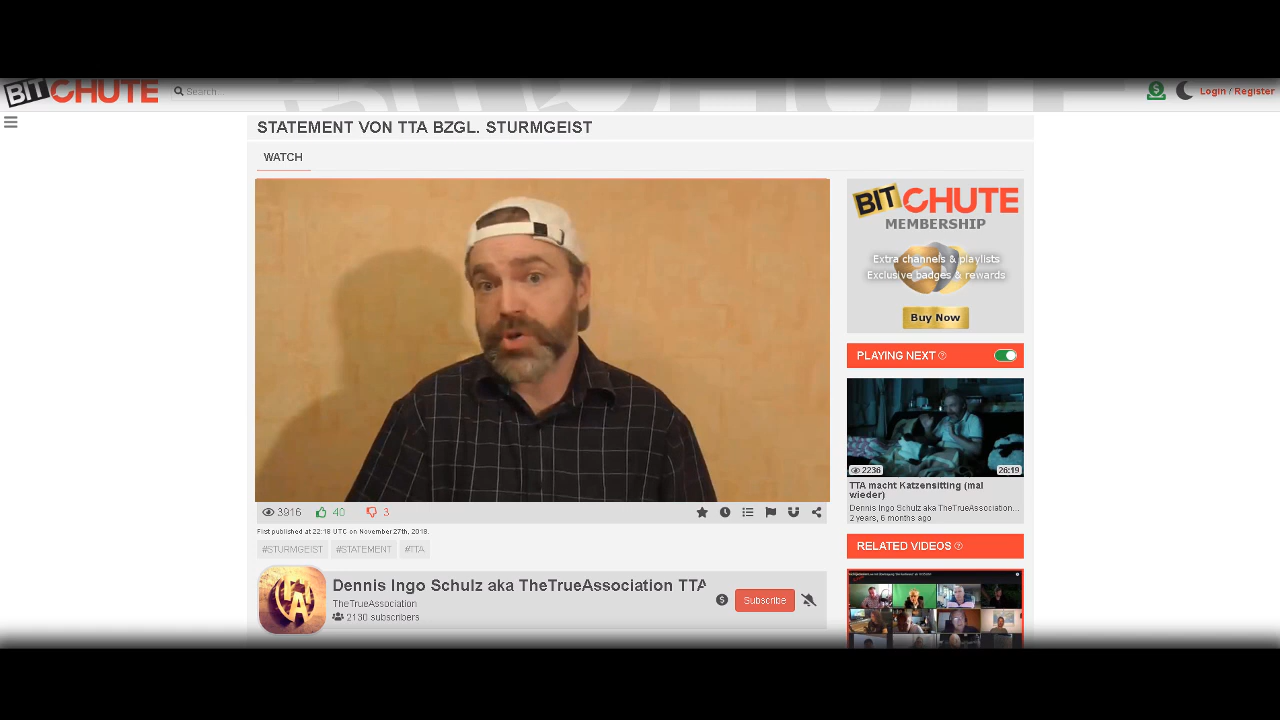 BITCHUTE
Search...
Login / Register
STATEMENT VON TTA BZGL. STURMGEIST
WATCH
BITCHUTE
MEMBERSHIP
Extra channels & playlists
Exclusive badges & rewards
Buy Now
PLAYING NEXT
2236
26:19
TTA macht Katzensitting (mal
wieder)
Dennis Ingo Schulz aka TheTrueAssociation...
2 years, 6 months ago
RELATED VIDEOS
3916
40
3
First published at 22:18 UTC on November 27th, 2018.
#STURMGEIST
#STATEMENT
#TTA
Dennis Ingo Schulz aka TheTrueAssociation TTA
TheTrueAssociation
2130 subscribers
Subscribe